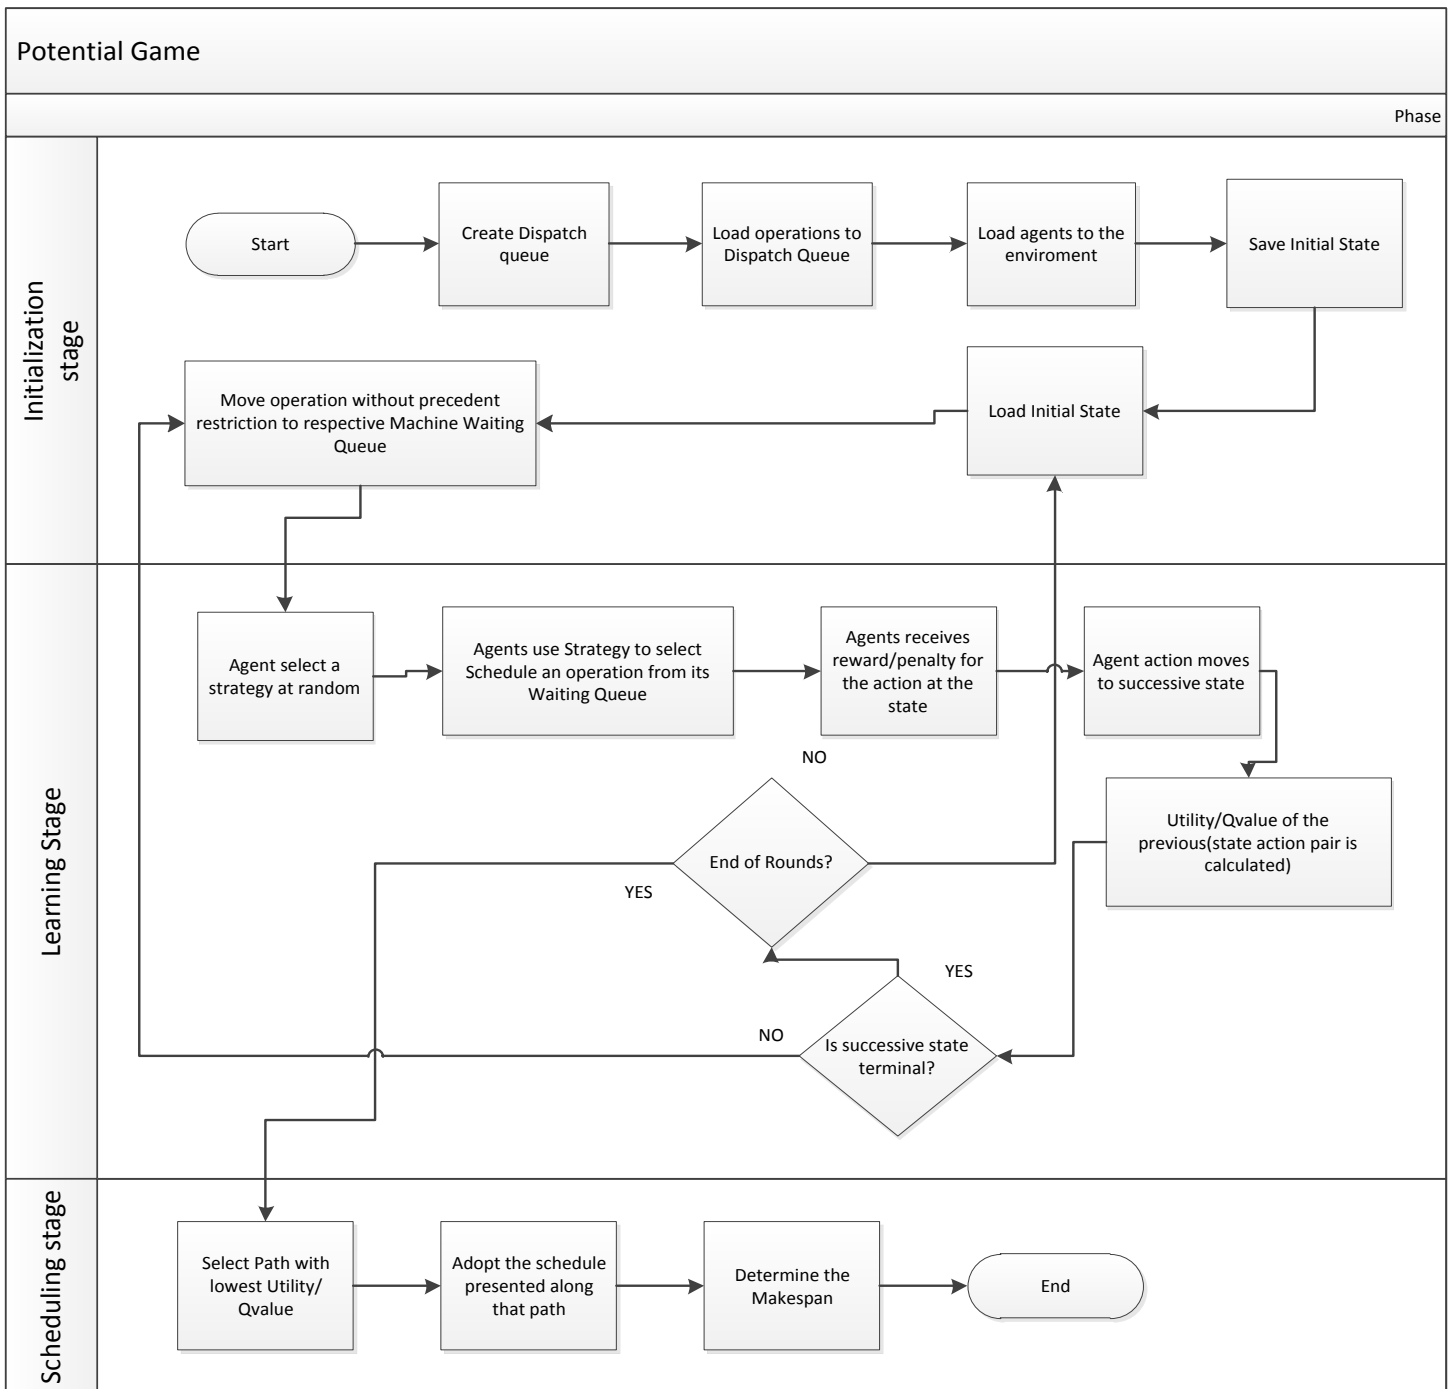 Potential Game
Phase
Initialization
stage
Start
Create Dispatch
queue
Load operations to
Dispatch Queue
Load agents to the
enviroment
Save Initial State
Move operation without precedent
restriction to respective Machine Waiting
Queue
Load Initial State
Learning Stage
Agent select a
strategy at random
Agents use Strategy to select
Schedule an operation from its
Waiting Queue
Agents receives
reward/penalty for
the action at the
state
Agent action moves
to successive state
NO
Utility/Qvalue of the
previous(state action pair is
calculated)
End of Rounds?
YES
YES
NO
Is successive state
terminal?
Scheduling stage
Select Path with
lowest Utility/
Qvalue
Adopt the schedule
presented along
that path
Determine the
Makespan
End